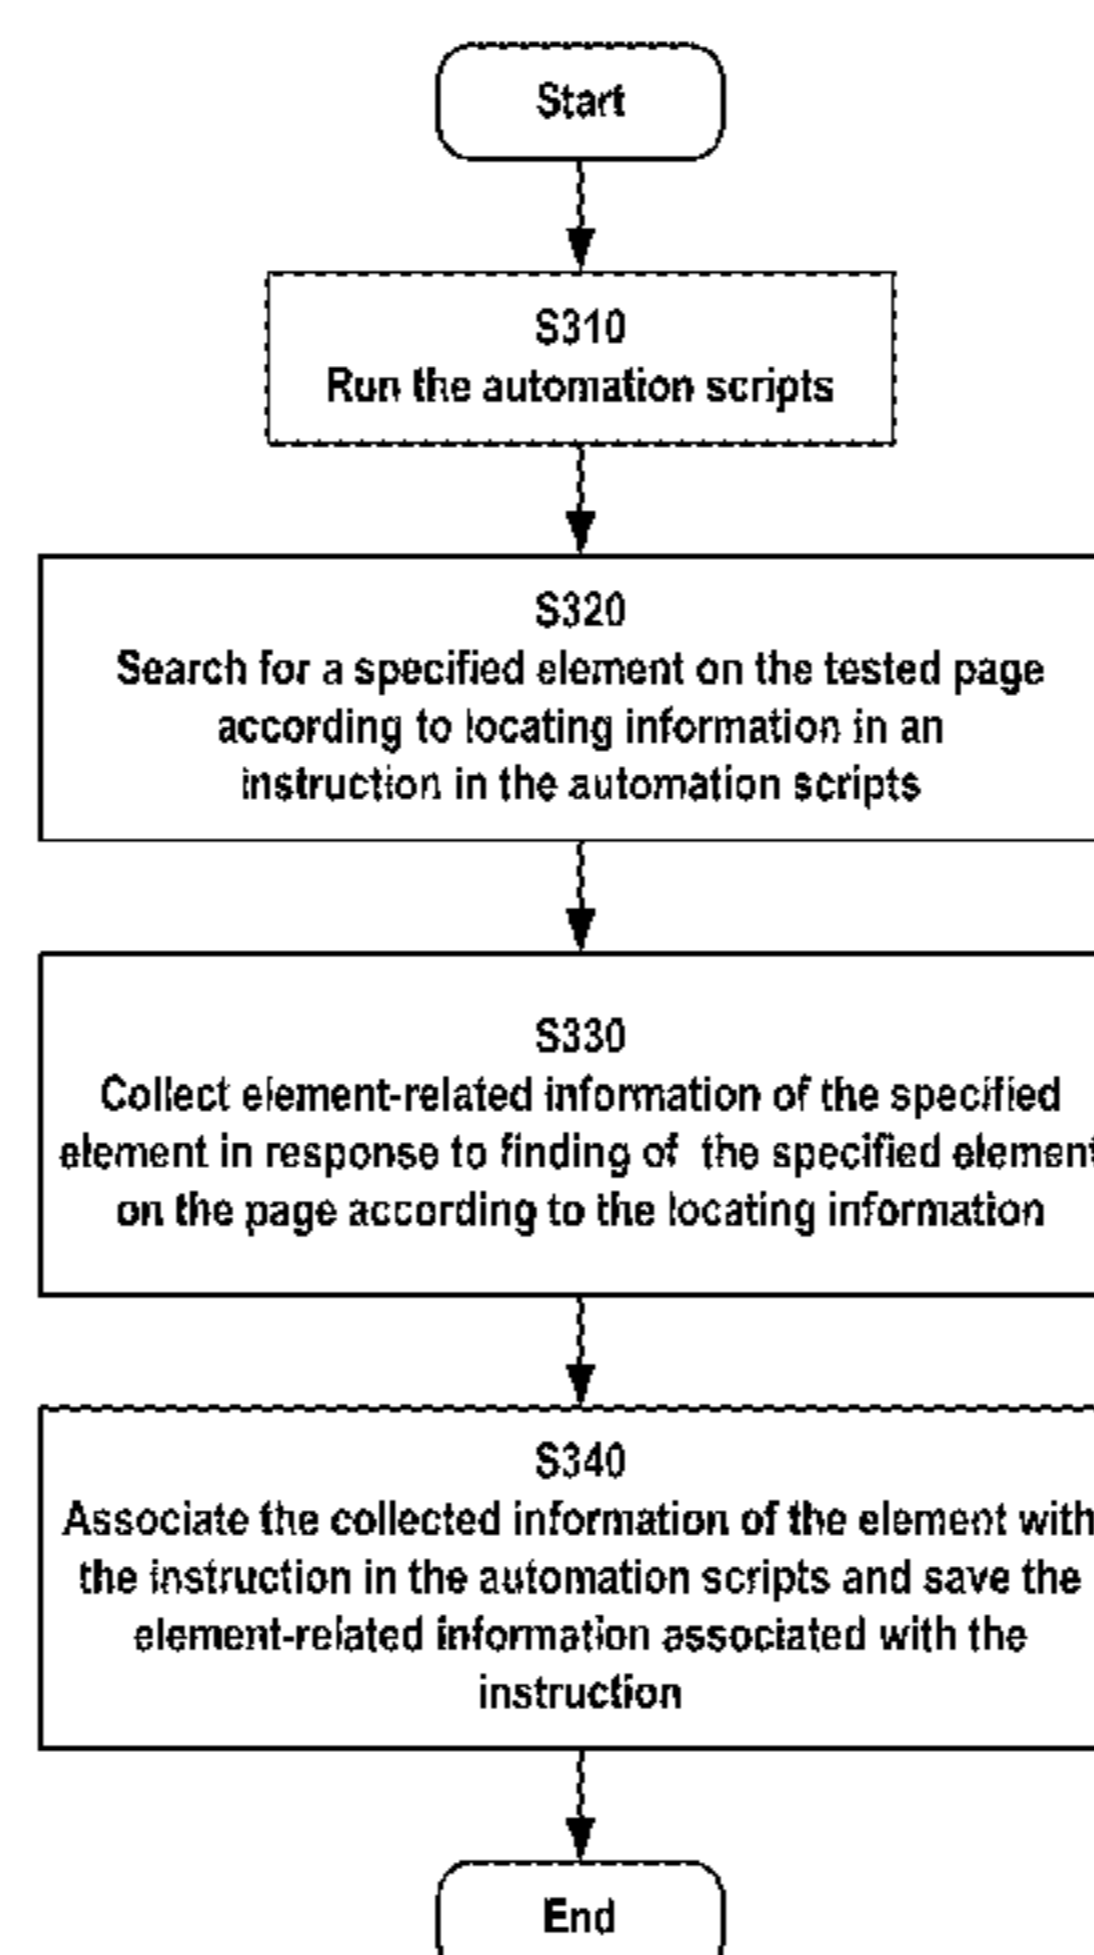 Start
S310
Run the automation scripts
S320
Search for a specified element on the tested page
according to locating information in an
instruction in the automation scripts
S330
Collect element-related information of the specified
element in response to finding of the specified element
on the page according to the locating information
S340
Associate the collected information of the element with
the instruction in the automation scripts and save the
element-related information associated with the
instruction
End